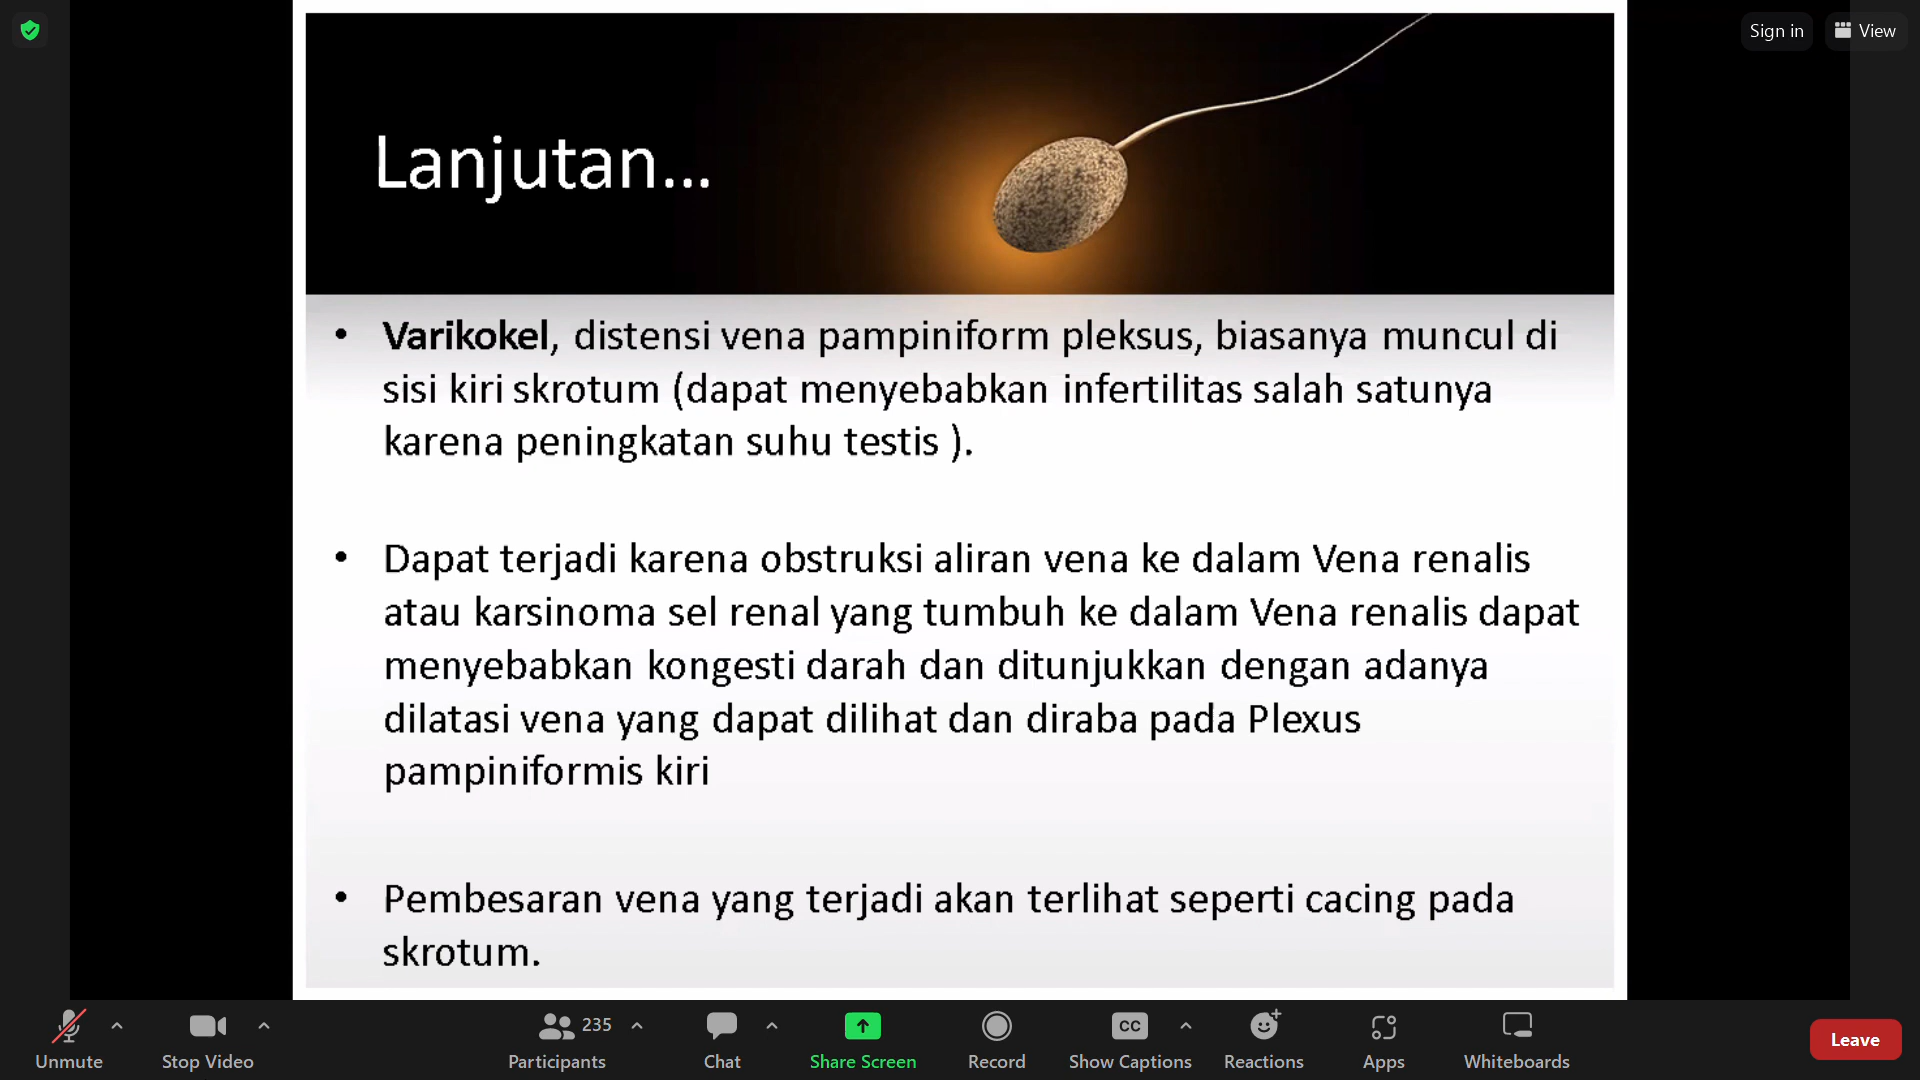 Sign in
View
Lanjutan...
• Varikokel, distensi vena pampiniform pleksus, biasanya muncul di
sisi kiri skrotum (dapat menyebabkan infertilitas salah satunya
karena peningkatan suhu testis ).
• Dapat terjadi karena obstruksi aliran vena ke dalam Vena renalis
atau karsinoma sel renal yang tumbuh ke dalam Vena renalis dapat
menyebabkan kongesti darah dan ditunjukkan dengan adanya
dilatasi vena yang dapat dilihat dan diraba pada Plexus
pampiniformis kiri
• Pembesaran vena yang terjadi akan terlihat seperti cacing pada
skrotum.
Unmute
Stop Video
235
Participants
Chat
Share Screen
Record
CC
Show Captions
Reactions
Apps
Whiteboards
Leave